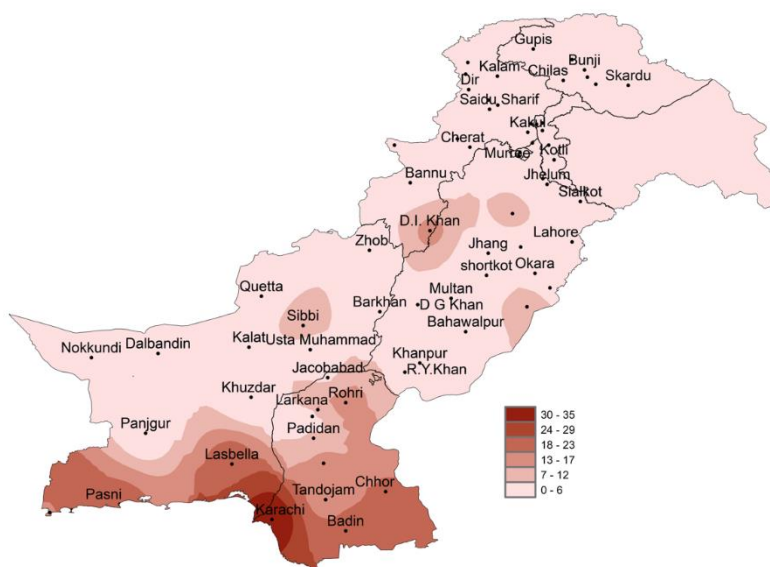 Gupis
Bunji
Kalam
Chilas
Skardu
Dir
Saidu Sharif
Kakul
Cherat
Murree
Kotli
Bannu
Jhelum
Sialkot
D.I. Khan
Zhob
Lahore
Jhang
shortkot
Okara
Quetta
Multan
Barkhan
D G Khan
Sibbi
Bahawalpur
Kalat
Usta Muhammad
Nokkundi
Dalbandin
Khanpur
Jacobabad
R.Y.Khan
Khuzdar
Larkana
Rohri
Panjgur
Padidan
Lasbella
Pasni
Tandojam
Chhor
Karachi
Badin
30 - 35
24 - 29
18 - 23
13 - 17
7 - 12
0 - 6